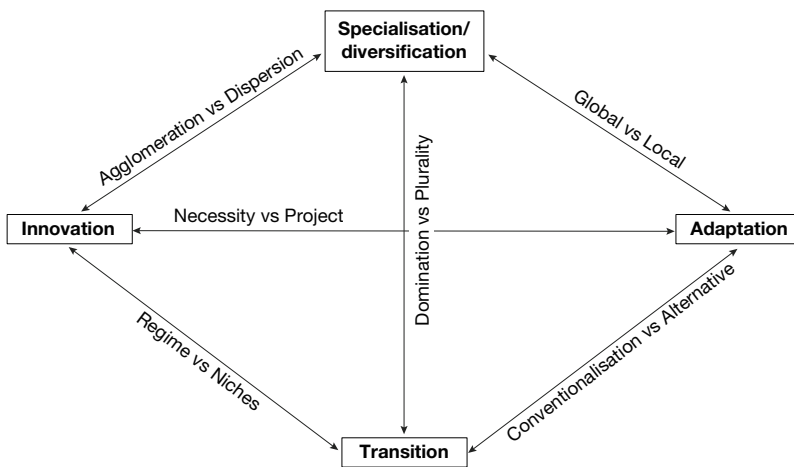 Specialisation/
diversification
Agglomeration vs Dispersion
Global vs Local
Domination vs Plurality
Necessity vs Project
Innovation
Adaptation
Regime vs Niches
Conventionalisation vs Alternative
Transition